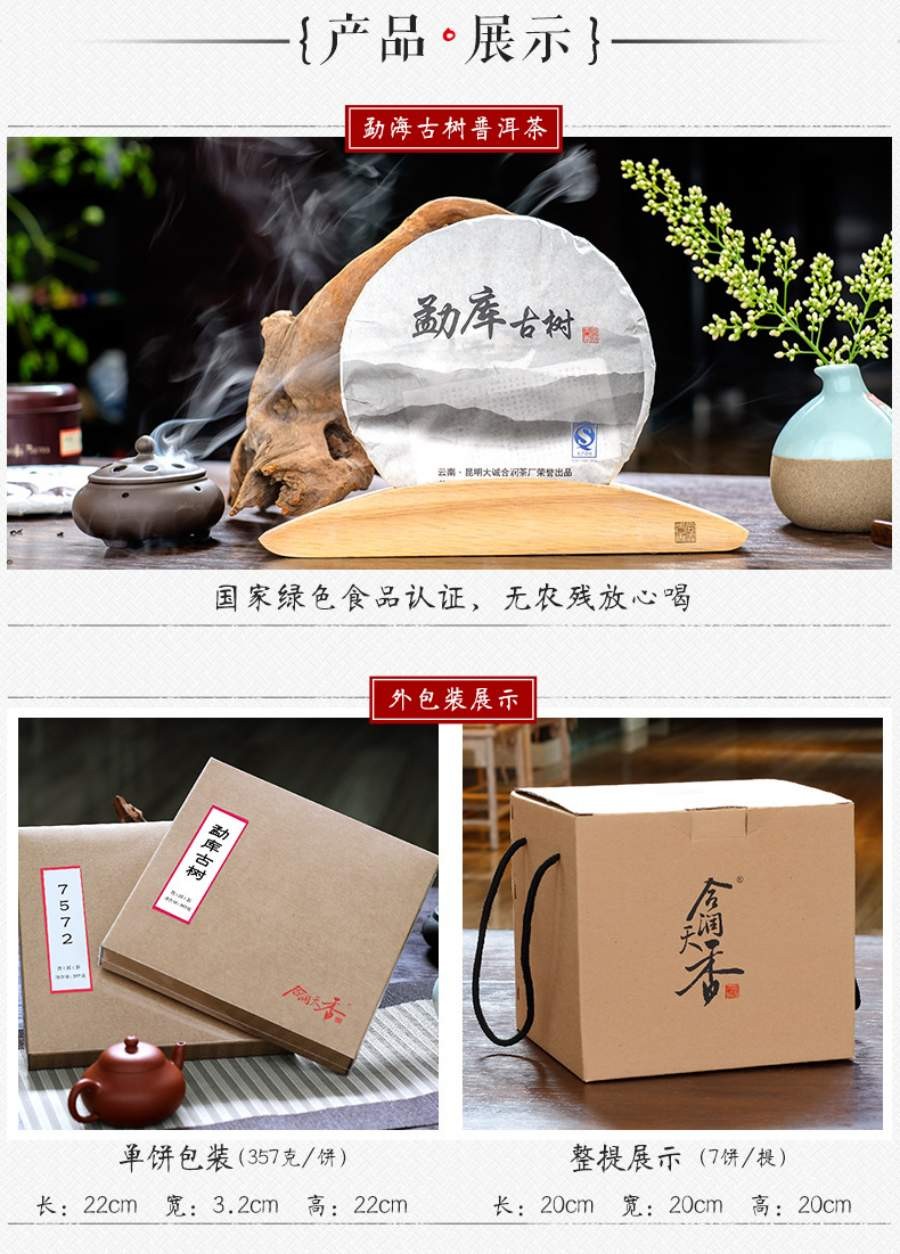 {产品·展示}
勐海古树普洱茶
勐库古树
云南·昆明大诚合润茶厂荣誉出品
国家绿色食品认证，无农残放心喝
外包装展示
勐库古树
7572
合润天香
合润天香®
单饼包装(357克/饼)
整提展示 (7饼/提)
长：22cm 宽：3.2cm 高：22cm
长：20cm 宽：20cm 高：20cm